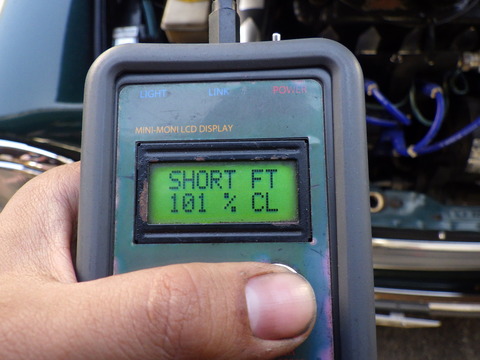 LIGHT LINK POWER
MINI-MONI LCD DISPLAY
SHORT FT
101 % CL